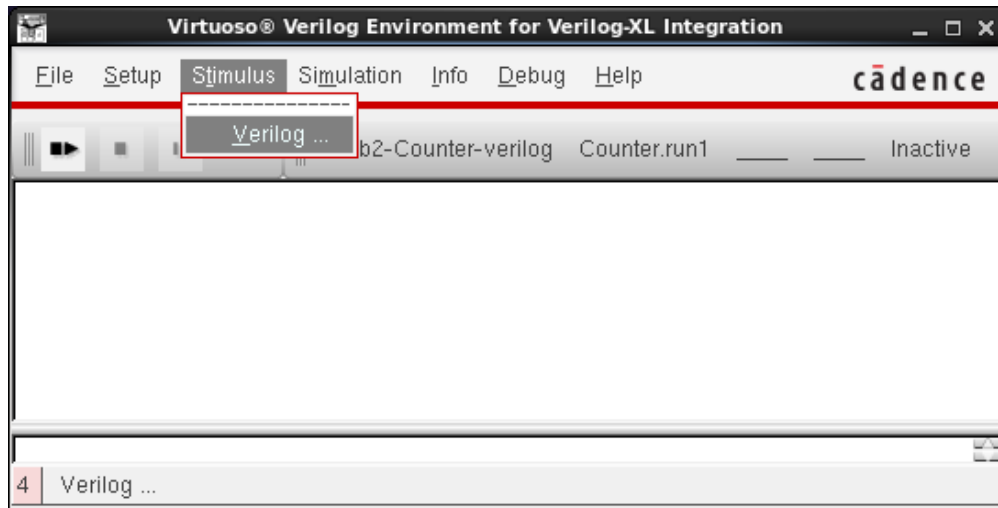 Virtuoso® Verilog Environment for Verilog-XL Integration
File Setup Stimulus Simulation Info Debug Help cādence
Verilog ...
b2-Counter-verilog Counter.run1 Inactive
4 Verilog ...